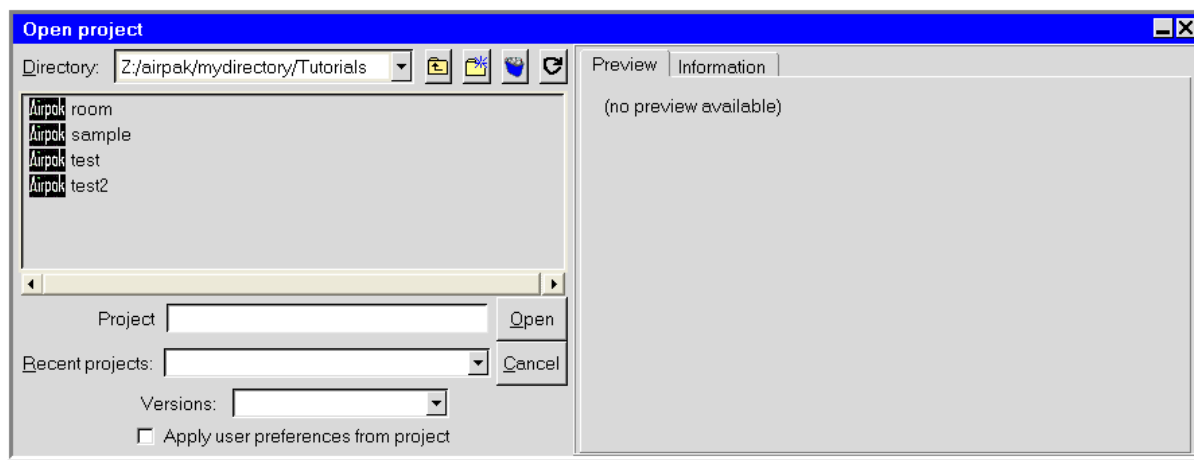 Open project
Directory: Z:/airpak/mydirectory/Tutorials
Airpak room
Airpak sample
Airpak test
Airpak test2
Project
Open
Recent projects:
Cancel
Versions:
Apply user preferences from project
Preview
Information
(no preview available)